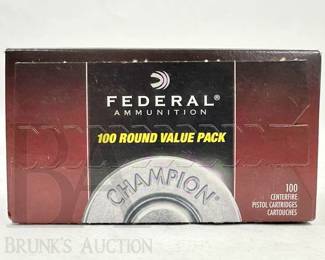 FEDERAL®
AMMUNITION
100 ROUND VALUE PACK
CHAMPION
100
CENTERFIRE
PISTOL CARTRIDGES
CARTOUCHES
BRUNK'S AUCTION